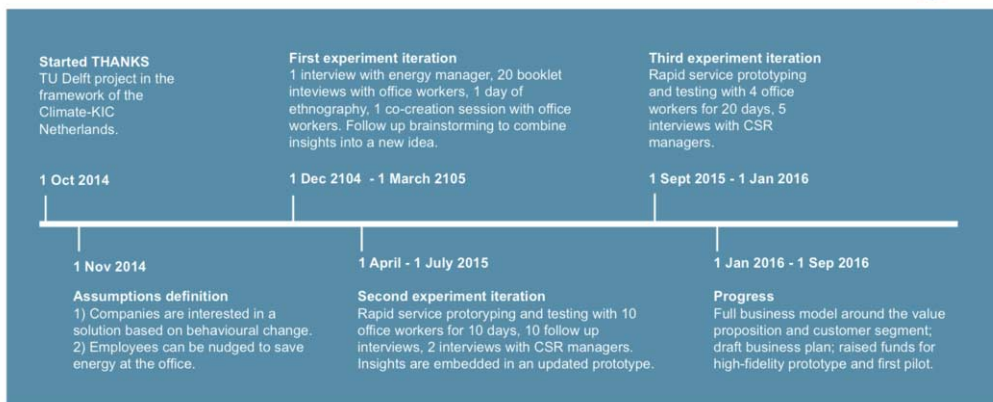 Started THANKS
TU Delft project in the
framework of the
Climate-KIC
Netherlands.
1 Oct 2014
First experiment iteration
1 interview with energy manager, 20 booklet
inteviews with office workers, 1 day of
ethnography, 1 co-creation session with office
workers. Follow up brainstorming to combine
insights into a new idea.
1 Dec 2104 - 1 March 2105
Third experiment iteration
Rapid service prototyping
and testing with 4 office
workers for 20 days, 5
interviews with CSR
managers.
1 Sept 2015 - 1 Jan 2016
1 Nov 2014
Assumptions definition
1) Companies are interested in a
solution based on behavioural change.
2) Employees can be nudged to save
energy at the office.
1 April - 1 July 2015
Second experiment iteration
Rapid service protoryping and testing with 10
office workers for 10 days, 10 follow up
interviews, 2 interviews with CSR managers.
Insights are embedded in an updated prototype.
1 Jan 2016 - 1 Sep 2016
Progress
Full business model around the value
proposition and customer segment;
draft business plan; raised funds for
high-fidelity prototype and first pilot.